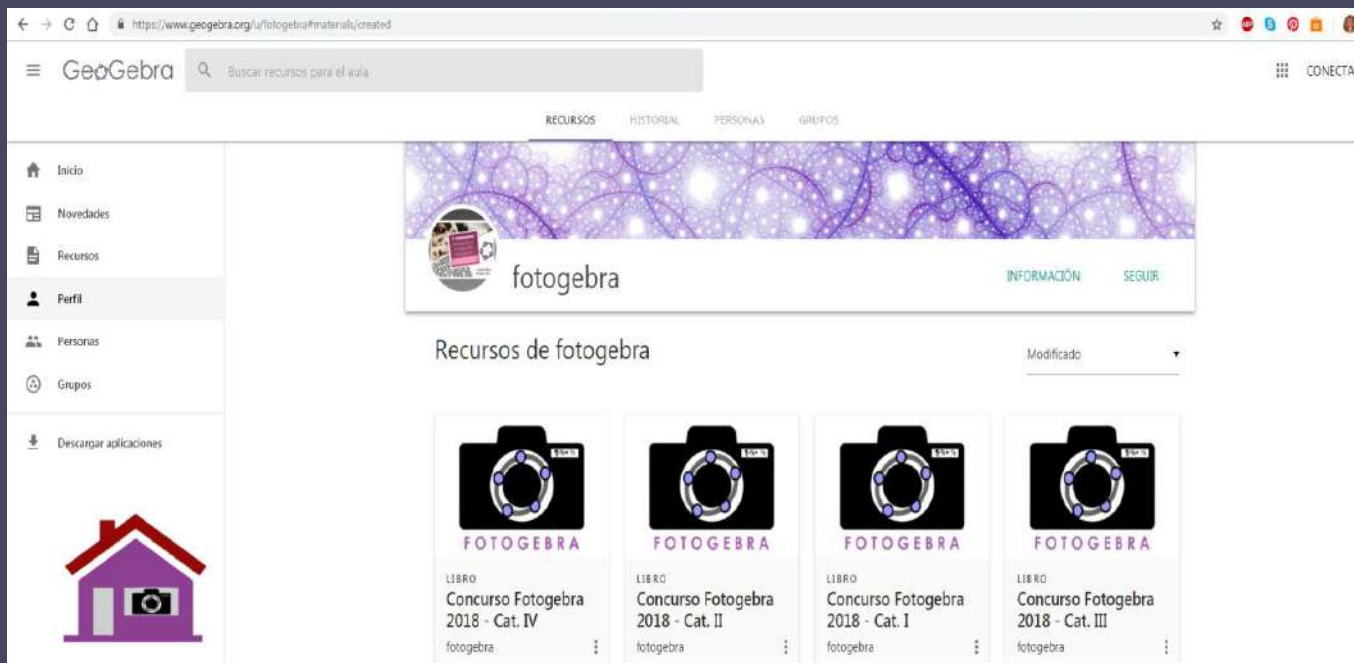 https://www.geogebra.org/u/fotogebra#materials/created
GeoGebra
Buscar recursos para el aula
CONECTA
RECURSOS
HISTORIAL
PERSONAS
GRUPOS
Inicio
Novedades
Recursos
Perfil
Personas
Grupos
Descargar aplicaciones
fotogebra
INFORMACIÓN
SEGUIR
Recursos de fotogebra
Modificado
FOTOGEBRA
LIBRO
Concurso Fotogebra
2018 - Cat. IV
fotogebra
FOTOGEBRA
LIBRO
Concurso Fotogebra
2018 - Cat. II
fotogebra
FOTOGEBRA
LIBRO
Concurso Fotogebra
2018 - Cat. I
fotogebra
FOTOGEBRA
LIBRO
Concurso Fotogebra
2018 - Cat. III
fotogebra